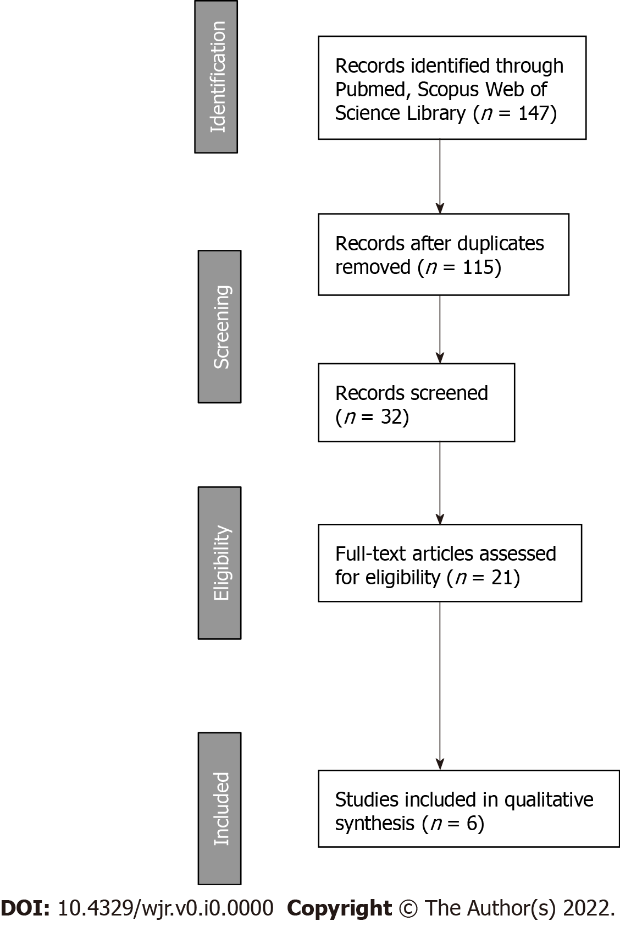 Identification
Records identified through
Pubmed, Scopus Web of
Science Library (n = 147)
Records after duplicates
removed (n = 115)
Screening
Records screened
(n = 32)
Eligibility
Full-text articles assessed
for eligibility (n = 21)
Included
Studies included in qualitative
synthesis (n = 6)
DOI: 10.4329/wjr.v0.i0.0000 Copyright © The Author(s) 2022.